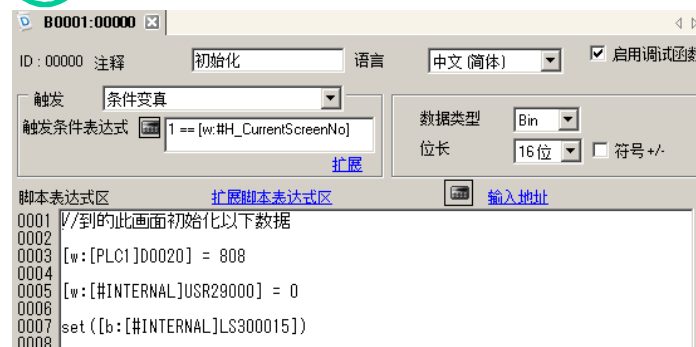 B0001:00000
ID : 00000 注释 初始化 语言 中文 (简体) 启用调试函数
触发 条件变真
触发条件表达式 1 == [w:#H_CurrentScreenNo]
扩展
数据类型 Bin
位长 16位 符号+/-
脚本表达式区 扩展脚本表达式区 输入地址
0001 //到的此画面初始化以下数据
0002
0003 [w:[PLC1]D0020] = 808
0004
0005 [w:[#INTERNAL]USR29000] = 0
0006
0007 set([b:[#INTERNAL]LS300015])
0008